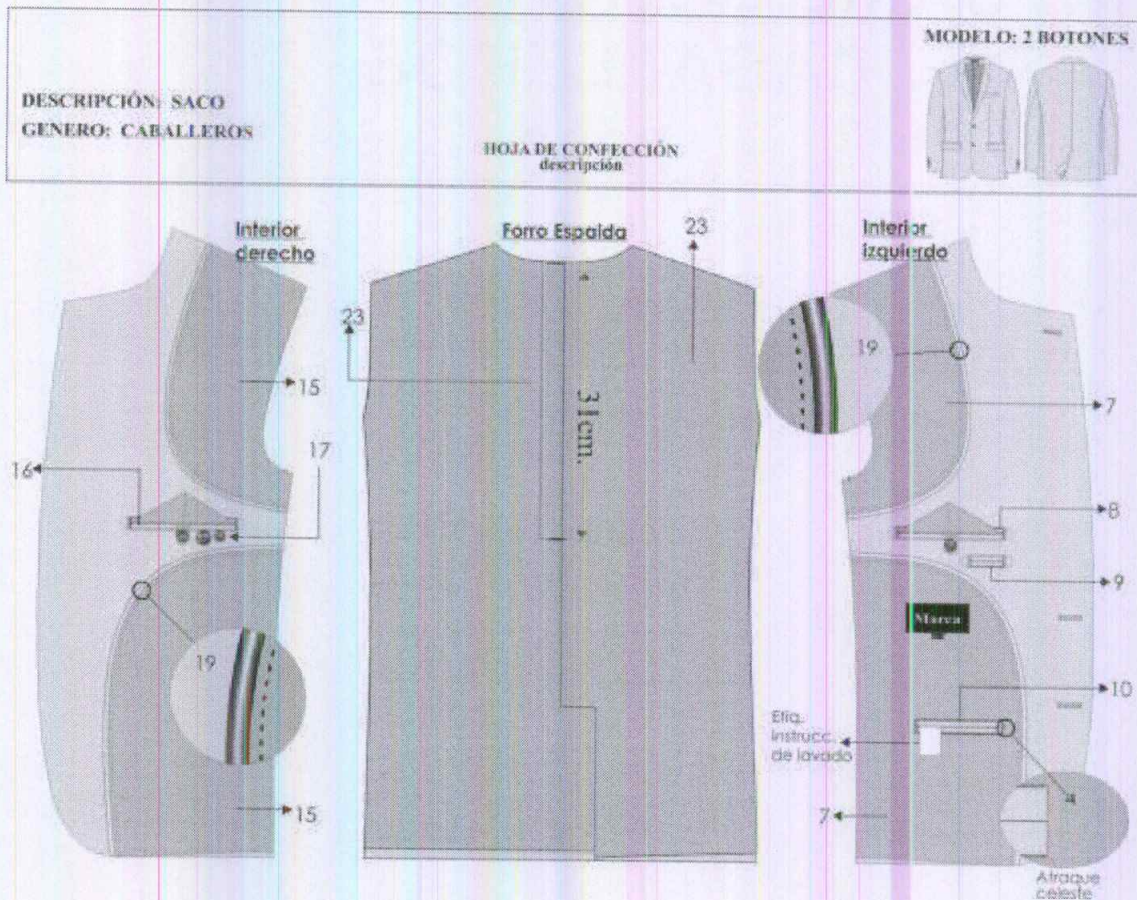 MODELO: 2 BOTONES
DESCRIPCIÓN: SACO
GENERO: CABALLEROS
HOJA DE CONFECCIÓN
descripción
Interior
derecho
Forro Espalda
23
Interior
izquierdo
23
19
15
7
31cm.
17
16
8
9
Marca
19
10
Etiq.
instrucc.
de lavado
15
7
Atraque
celeste